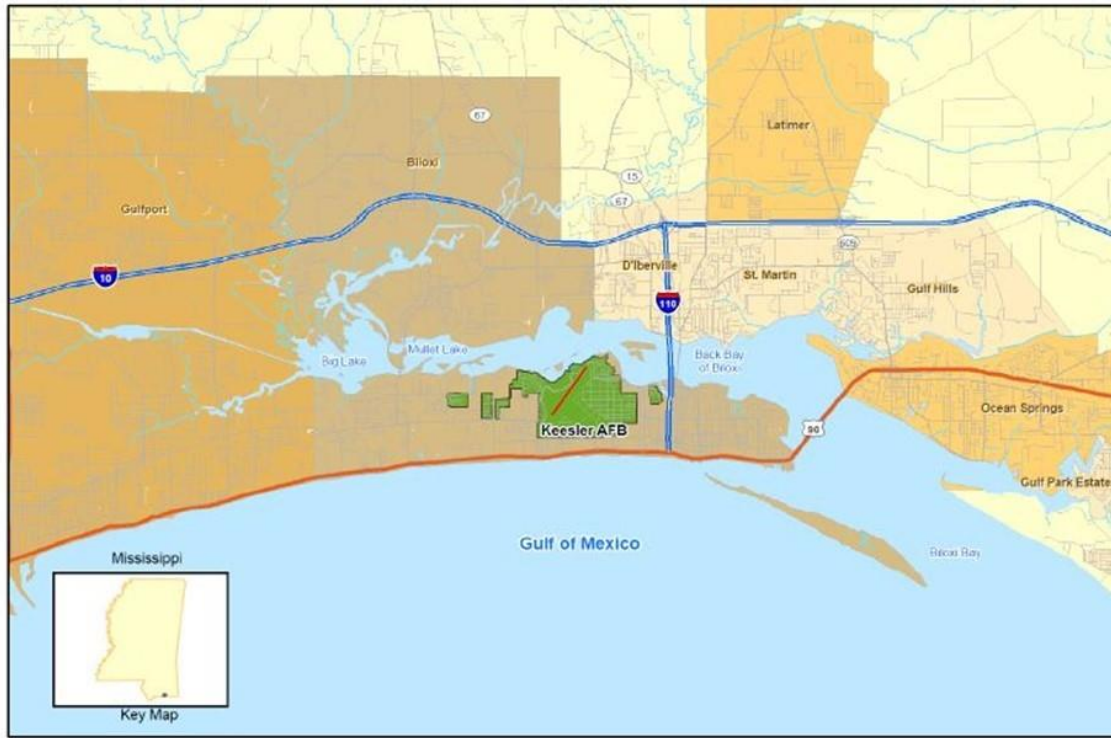 Latimer
67
Biloxi
Gulfport
15
67
605
10
D'Iberville
St. Martin
Gulf Hills
110
Big Lake
Mullet Lake
Back Bay
of Biloxi
Keesler AFB
90
Ocean Springs
Gulf Park Estate
Gulf of Mexico
Biloxi Bay
Mississippi
Key Map